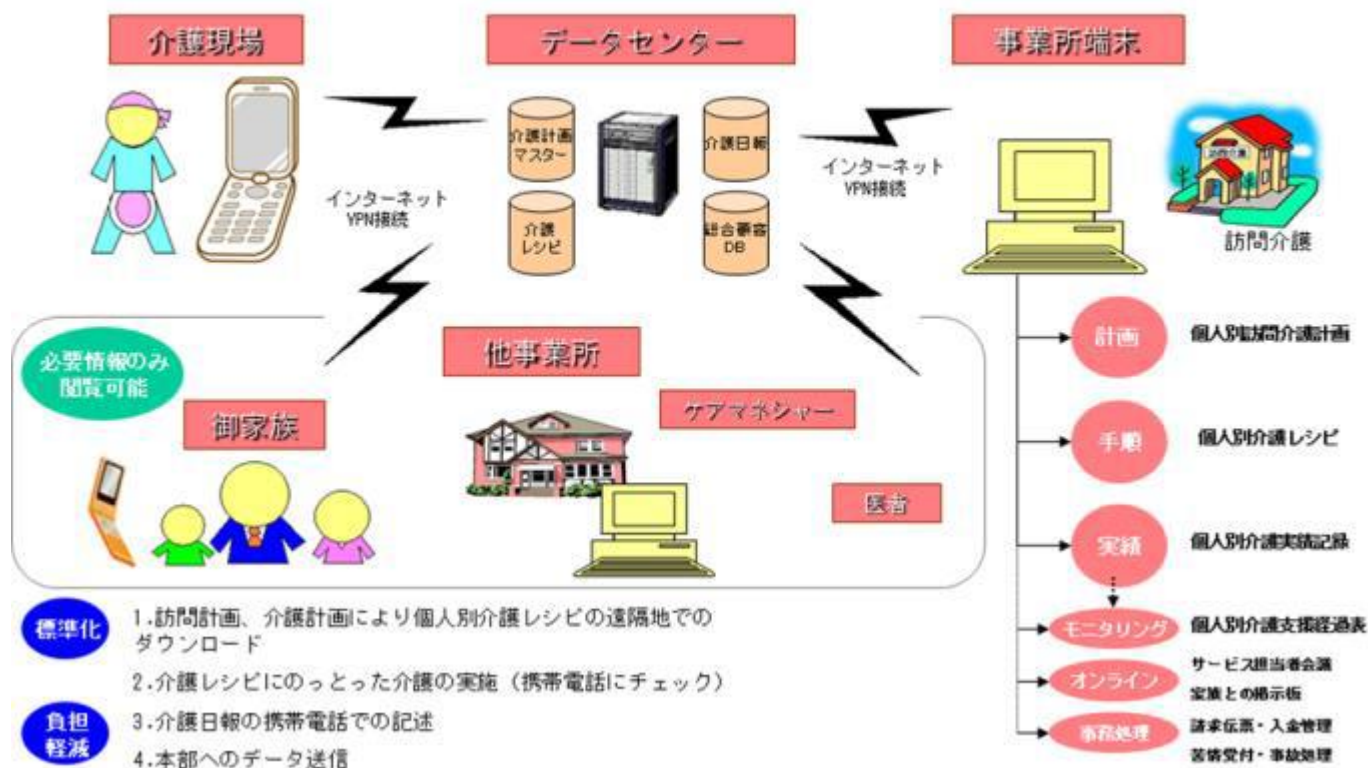 介護現場
データセンター
事業所端末
介護計画
マスター
介護日報
介護
レシピ
総合顧客
DB
インターネット
VPN接続
インターネット
VPN接続
訪問介護
訪問介護
必要情報のみ
閲覧可能
御家族
他事業所
ケアマネシャー
医者
計画
個人別訪問介護計画
手順
個人別介護レシピ
実績
個人別介護実績記録
モニタリング
個人別介護支援経過表
オンライン
サービス担当者会議
家族との掲示板
事務処理
請求伝票・入金管理
苦情受付・事故処理
標準化
1.訪問計画、介護計画により個人別介護レシピの遠隔地での
ダウンロード
2.介護レシピにのっとった介護の実施（携帯電話にチェック）
負担
軽減
3.介護日報の携帯電話での記述
4.本部へのデータ送信